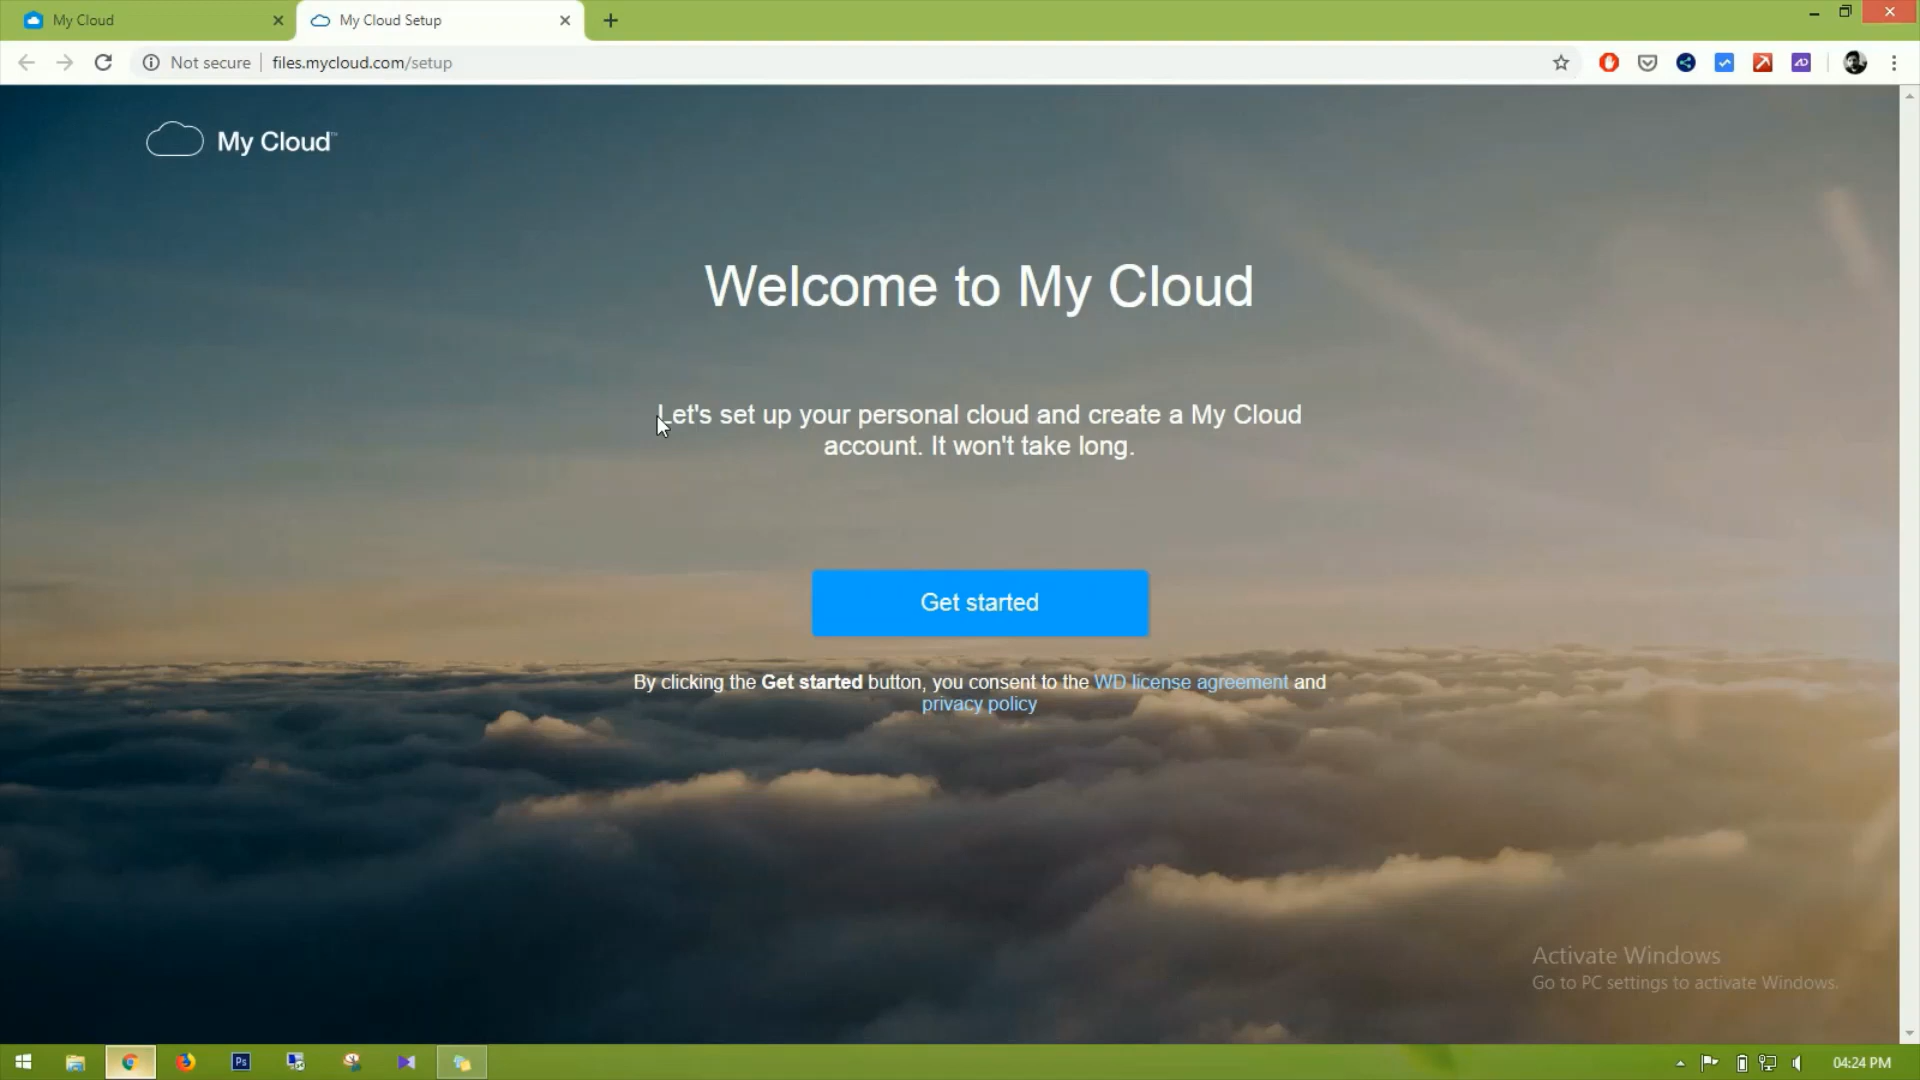 My Cloud
My Cloud Setup
Not secure
files.mycloud.com/setup
My Cloud™
Welcome to My Cloud
Let's set up your personal cloud and create a My Cloud
account. It won't take long.
Get started
By clicking the Get started button, you consent to the WD license agreement and
privacy policy
Activate Windows
Go to PC settings to activate Windows.
Ps
04:24 PM